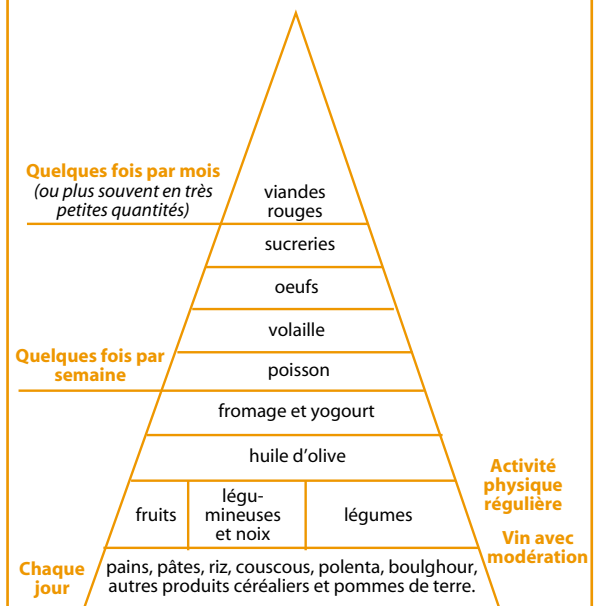 Quelques fois par mois
(ou plus souvent en très
petites quantités)
viandes
rouges
sucreries
oeufs
volaille
Quelques fois par
semaine
poisson
fromage et yogourt
huile d'olive
Activité
physique
régulière
fruits
légu-
mineuses
et noix
légumes
Vin avec
modération
Chaque
jour
pains, pâtes, riz, couscous, polenta, boulghour,
autres produits céréaliers et pommes de terre.